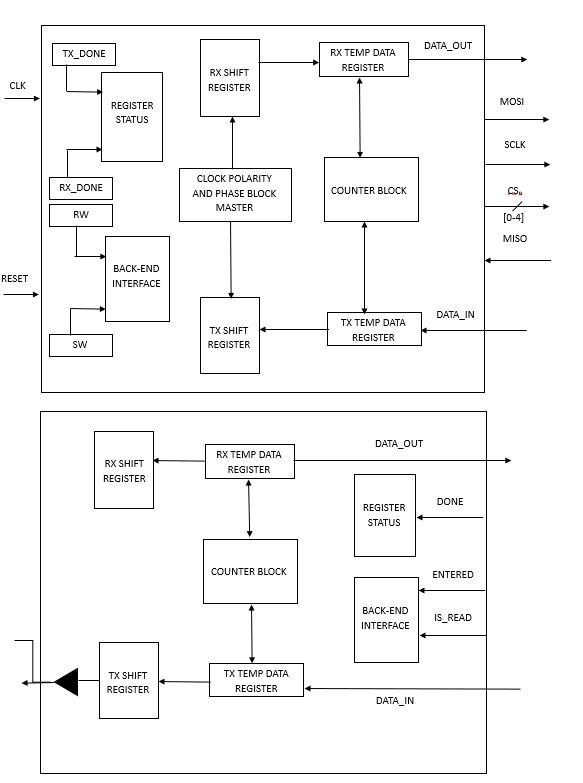 TX_DONE
CLK
REGISTER
STATUS
RX_DONE
RW
BACK-END
INTERFACE
RESET
SW
RX SHIFT
REGISTER
CLOCK POLARITY
AND PHASE BLOCK
MASTER
TX SHIFT
REGISTER
RX TEMP DATA
REGISTER
COUNTER BLOCK
TX TEMP DATA
REGISTER
DATA_OUT
MOSI
SCLK
[0-4]
MISO
DATA_IN
RX SHIFT
REGISTER
RX TEMP DATA
REGISTER
DATA_OUT
REGISTER
STATUS
DONE
COUNTER BLOCK
ENTERED
BACK-END
INTERFACE
IS_READ
TX SHIFT
REGISTER
TX TEMP DATA
REGISTER
DATA_IN